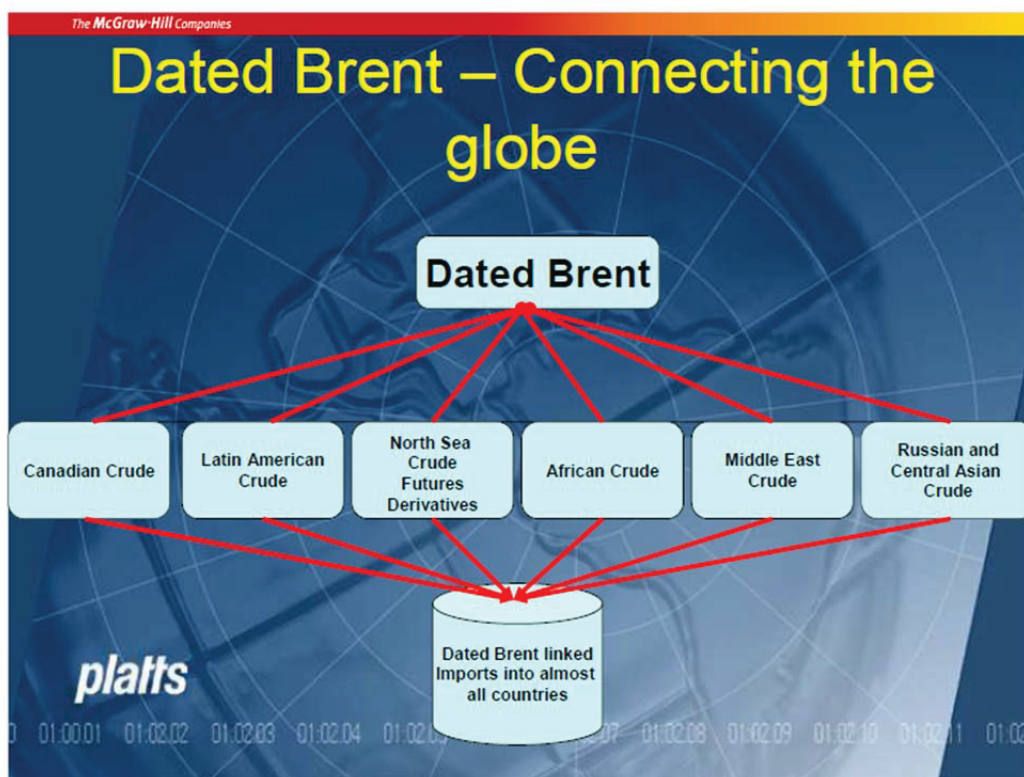 The McGraw-Hill Companies
Dated Brent – Connecting the
globe
Dated Brent
Canadian Crude
Latin American
Crude
North Sea
Crude
Futures
Derivatives
African Crude
Middle East
Crude
Russian and
Central Asian
Crude
Dated Brent linked
Imports into almost
all countries
platts
01:00.01 01:02.02 01:02.03 01:02.04 01:02.08 01:02.09 01:02.10 01:02.11